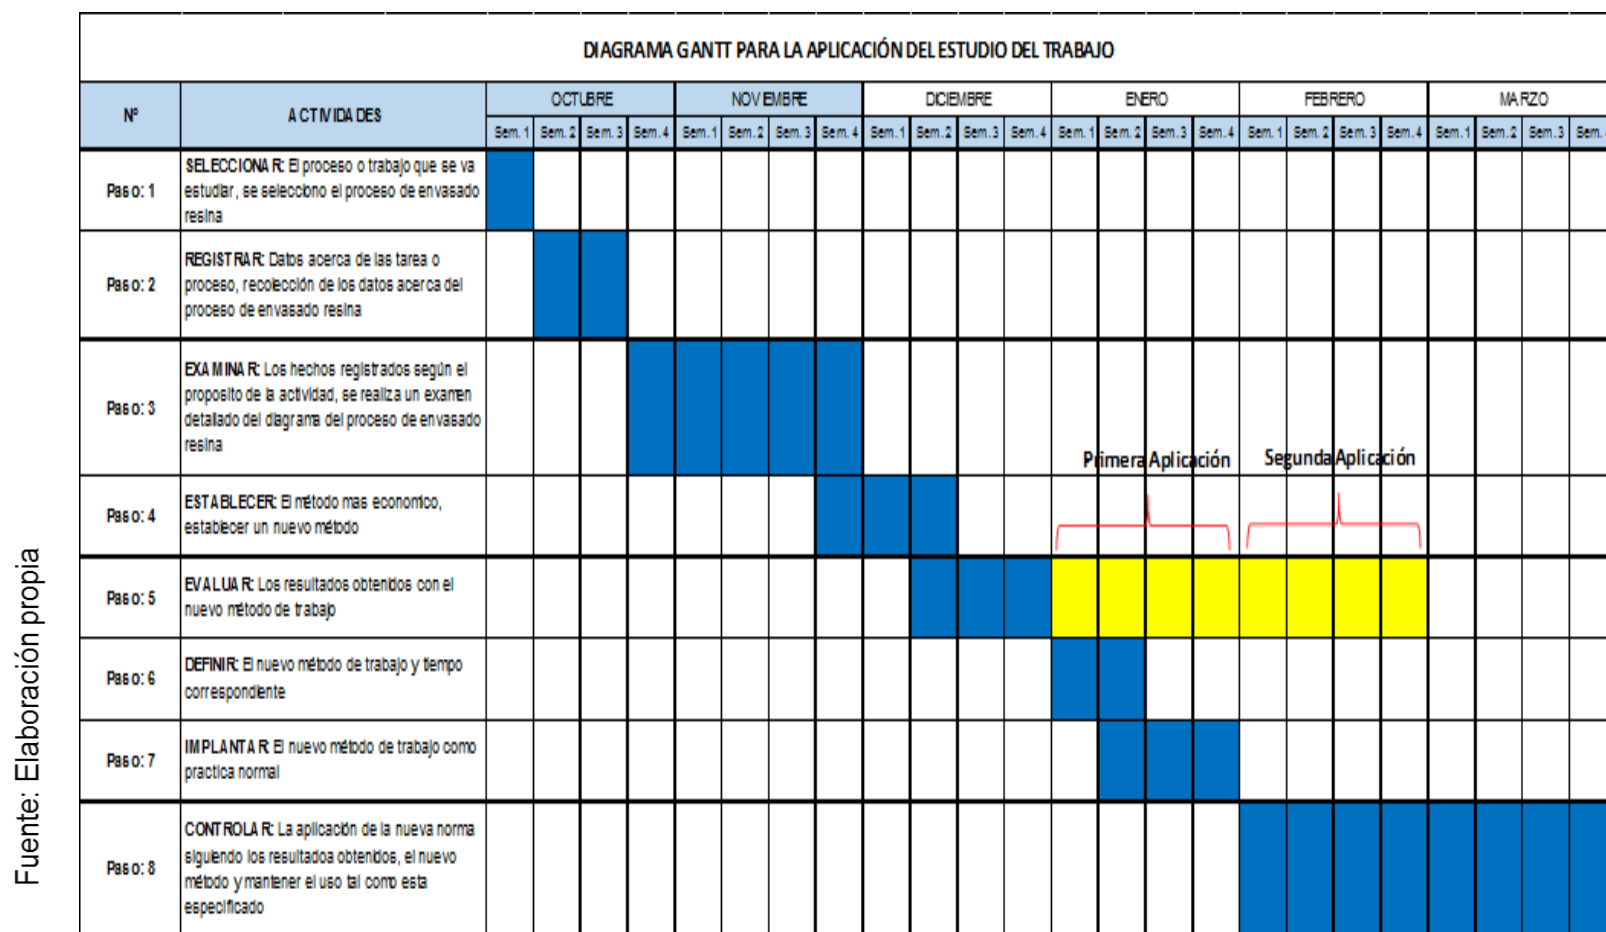 DIAGRAMA GANTT PARA LA APLICACIÓN DEL ESTUDIO DEL TRABAJO
Nº ACTIVIDADES OCTUBRE NOVIEMBRE DICIEMBRE ENERO FEBRERO MARZO
Sem. 1 Sem. 2 Sem. 3 Sem. 4 Sem. 1 Sem. 2 Sem. 3 Sem. 4 Sem. 1 Sem. 2 Sem. 3 Sem. 4 Sem. 1 Sem. 2 Sem. 3 Sem. 4 Sem. 1 Sem. 2 Sem. 3 Sem. 4 Sem. 1 Sem. 2 Sem. 3 Sem.
Paso: 1
SELECCIONAR: El proceso o trabajo que se va
estudiar, se selecciono el proceso de envasado
resina
Paso: 2
REGISTRAR: Datos acerca de las tarea o
proceso, recolección de los datos acerca del
proceso de envasado resina
Paso: 3
EXAMINAR: Los hechos registrados según el
proposito de la actividad, se realiza un examen
detallado del diagrama del proceso de envasado
resina
Primera Aplicación Segunda Aplicación
Paso: 4
ESTABLECER: El método mas economico,
establecer un nuevo método
Paso: 5
EVALUAR: Los resultados obtenidos con el
nuevo método de trabajo
Paso: 6
DEFINIR: El nuevo método de trabajo y tiempo
correspondiente
Paso: 7
IMPLANTAR: El nuevo método de trabajo como
practica normal
Paso: 8
CONTROLAR: La aplicación de la nueva norma
siguiendo los resultadoa obtenidos, el nuevo
método y mantener el uso tal como esta
especificado
Fuente: Elaboración propia